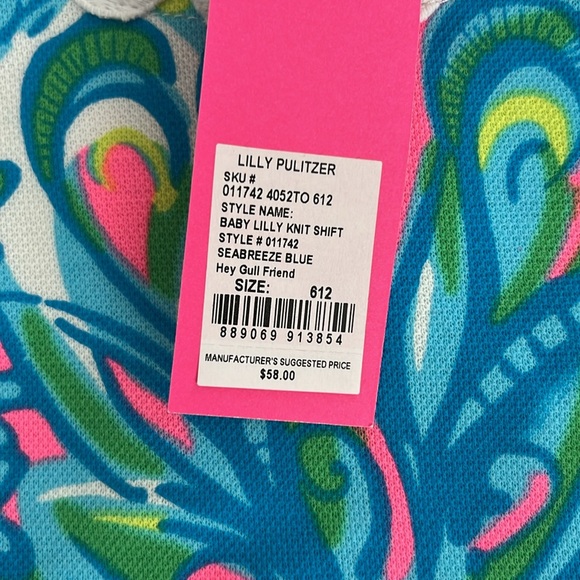 LILLY PULITZER
SKU #
011742 4052TO 612
STYLE NAME:
BABY LILLY KNIT SHIFT
STYLE # 011742
SEABREEZE BLUE
Hey Gull Friend
SIZE: 612
889069 913854
MANUFACTURER'S SUGGESTED PRICE
$58.00